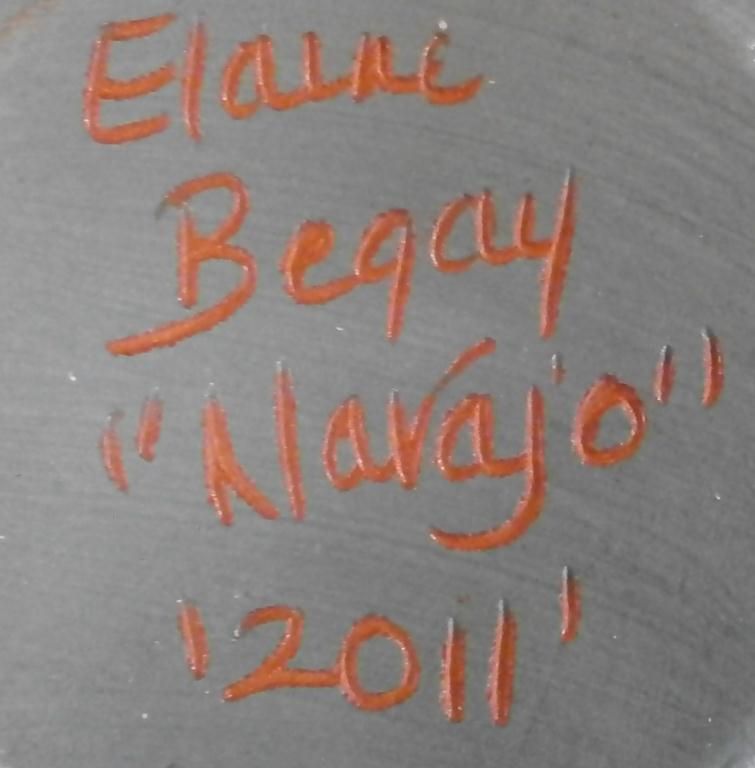 Elaine
Begay
"Navajo"
'2011'